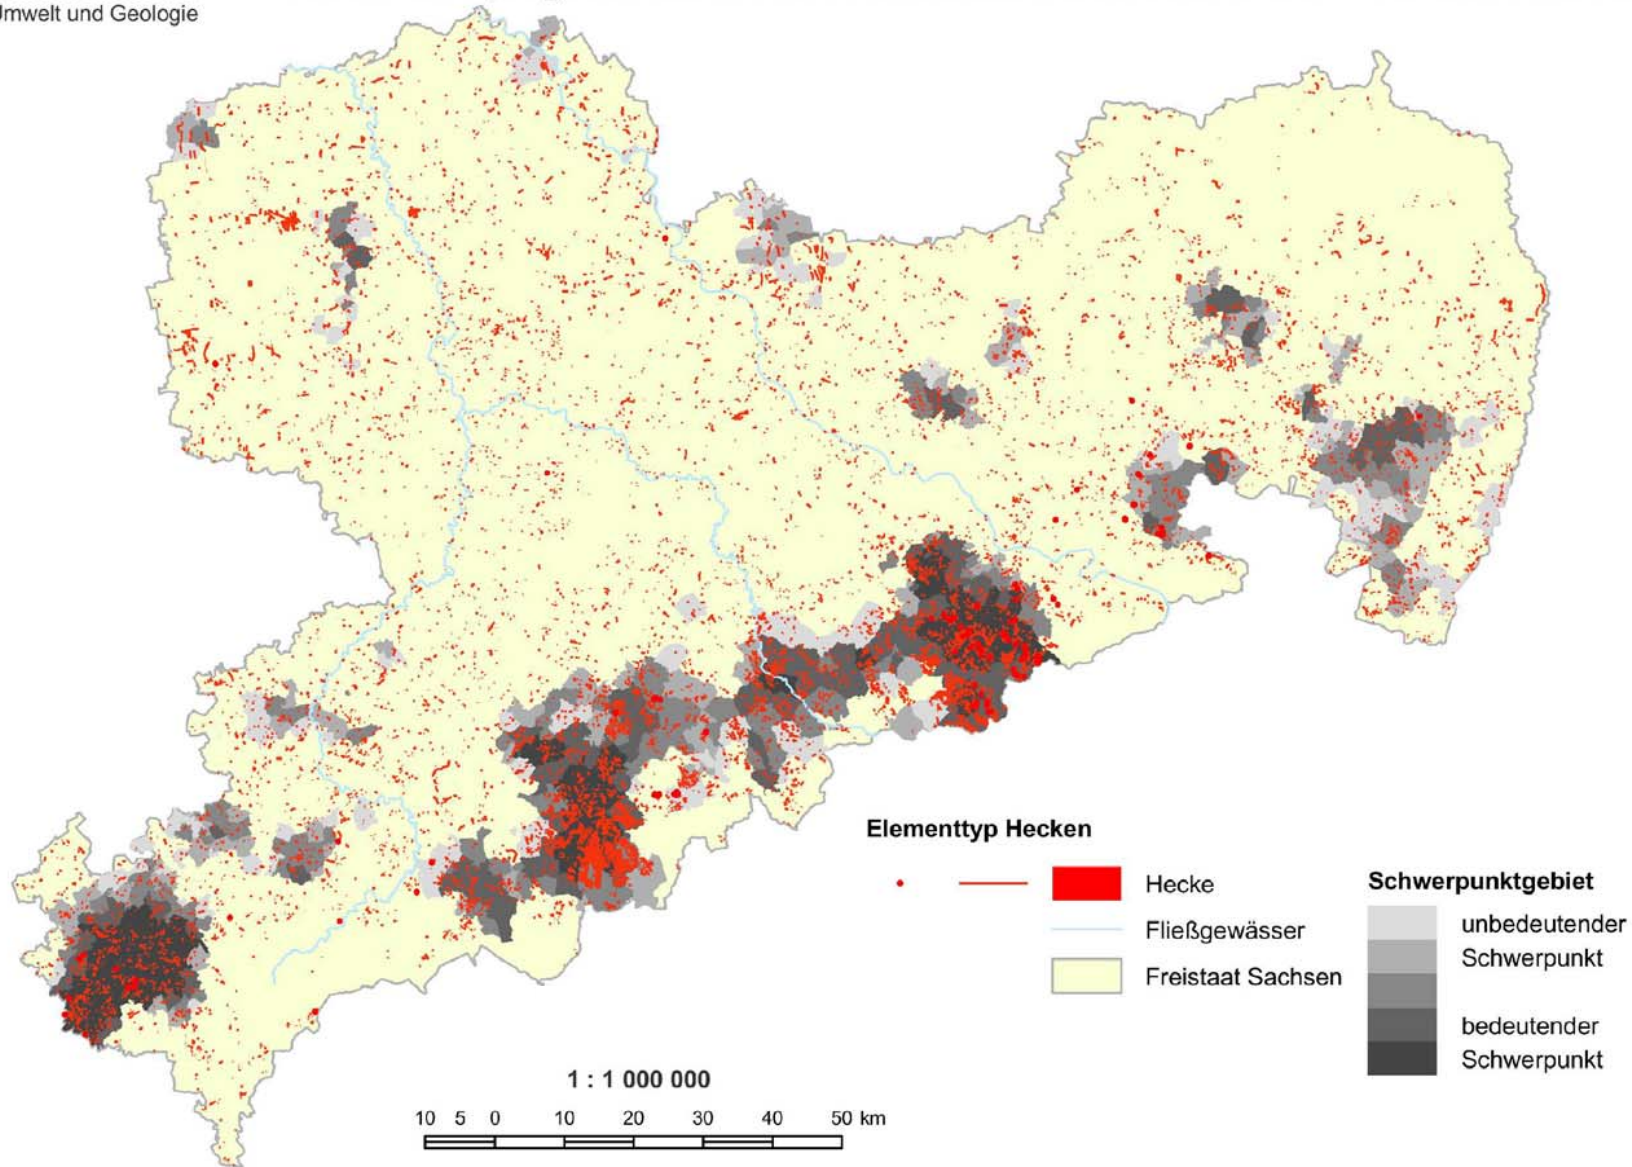 Umwelt und Geologie
Elementtyp Hecken
Hecke
Fließgewässer
Freistaat Sachsen
Schwerpunktgebiet
unbedeutender
Schwerpunkt
bedeutender
Schwerpunkt
1 : 1 000 000
10 5 0 10 20 30 40 50 km